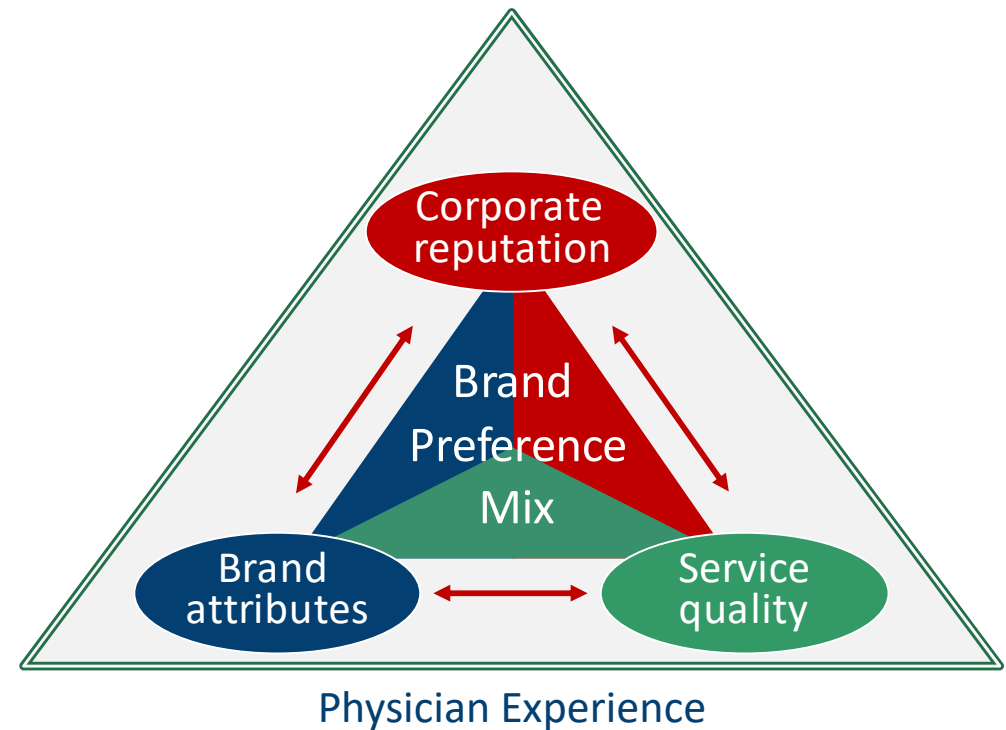 Corporate
reputation
Brand
Preference
Mix
Brand
attributes
Service
quality
Physician Experience